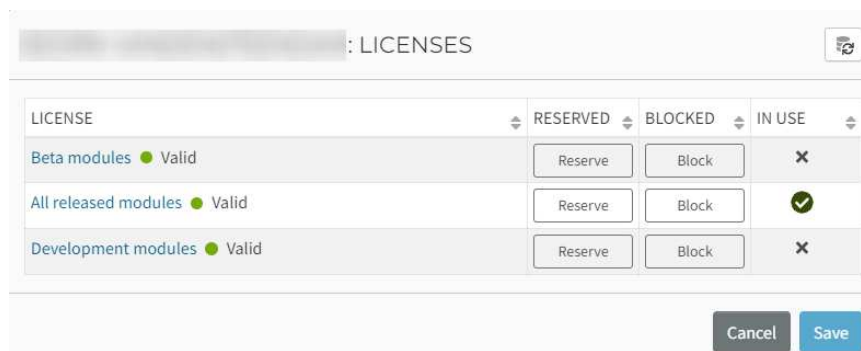 : LICENSES
LICENSE RESERVED BLOCKED IN USE
Beta modules Valid Reserve Block
All released modules Valid Reserve Block
Development modules Valid Reserve Block
Cancel Save